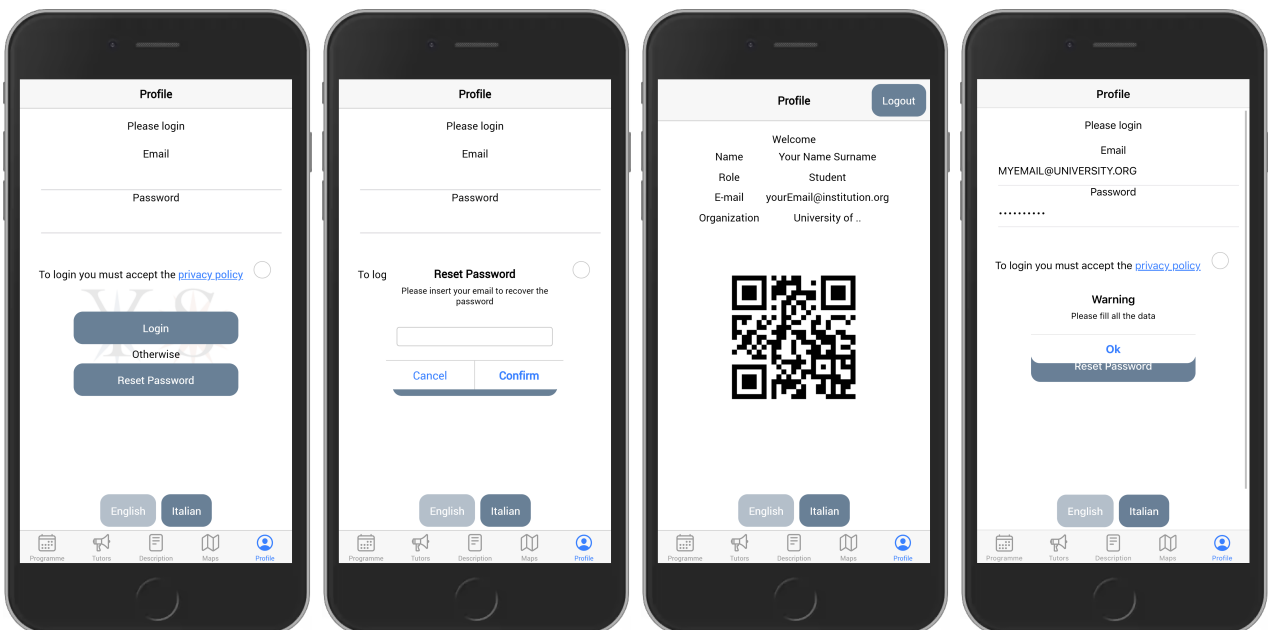 Profile
Please login
Email
Password
To login you must accept the privacy policy
Login
Otherwise
Reset Password
English Italian
Programme Tutors Description Maps Profile
Profile
Please login
Email
Password
To log
Reset Password
Please insert your email to recover the
password
Cancel Confirm
English Italian
Programme Tutors Description Maps Profile
Profile Logout
Welcome
Name Your Name Surname
Role Student
E-mail yourEmail@institution.org
Organization University of ..
English Italian
Programme Tutors Description Maps Profile
Profile
Please login
Email
MYEMAIL@UNIVERSITY.ORG
Password
••••••••••
To login you must accept the privacy policy
Warning
Please fill all the data
Ok
Reset Password
English Italian
Programme Tutors Description Maps Profile